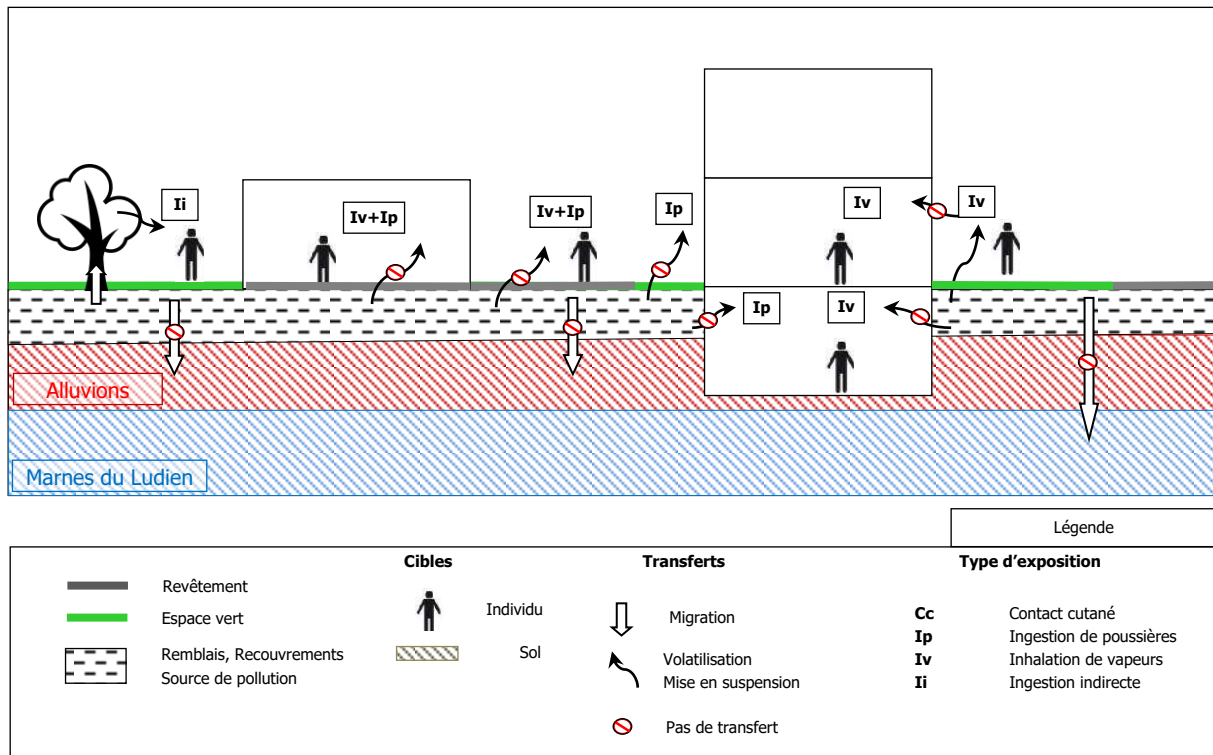 Ii
Iv+Ip
Iv+Ip
Ip
Iv
Iv
Ip
Iv
Alluvions
Marnes du Ludien
Légende
Cibles
Transferts
Type d'exposition
Revêtement
Espace vert
Remblais, Recouvrements
Source de pollution
Individu
Sol
Migration
Volatilisation
Mise en suspension
Pas de transfert
Cc Contact cutané
Ip Ingestion de poussières
Iv Inhalation de vapeurs
Ii Ingestion indirecte